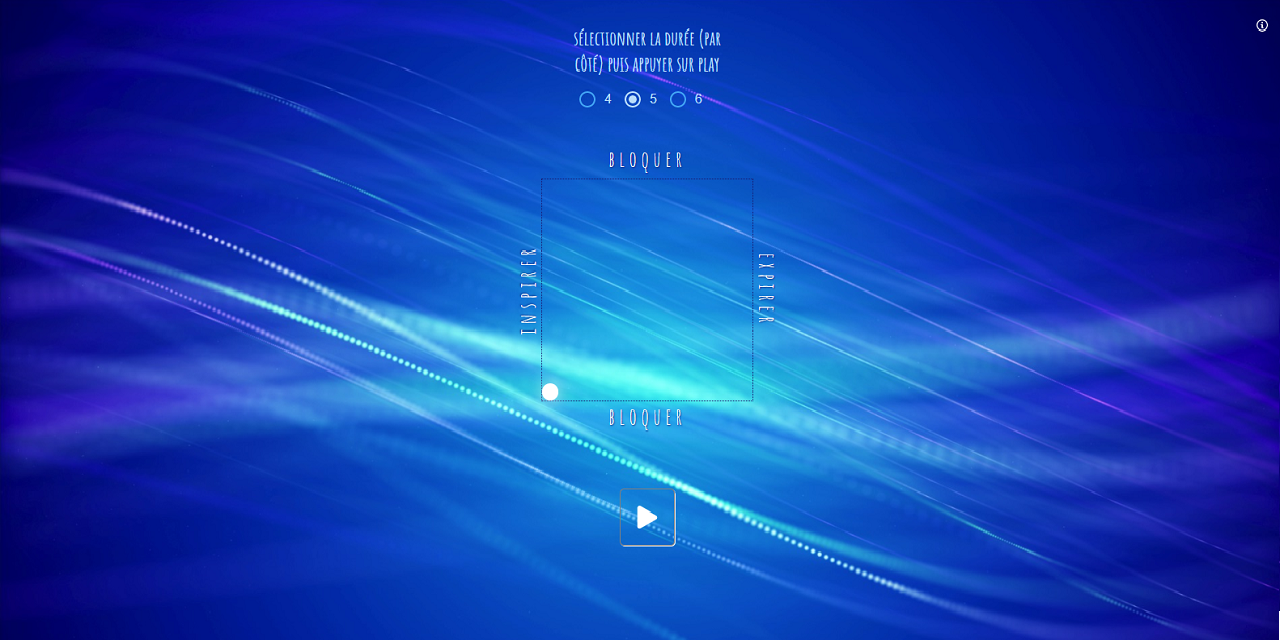 SÉLECTIONNER LA DURÉE (PAR
CÔTÉ) PUIS APPUYER SUR PLAY
4 5 6
BLOQUER
INSPIRER
EXPIRER
BLOQUER